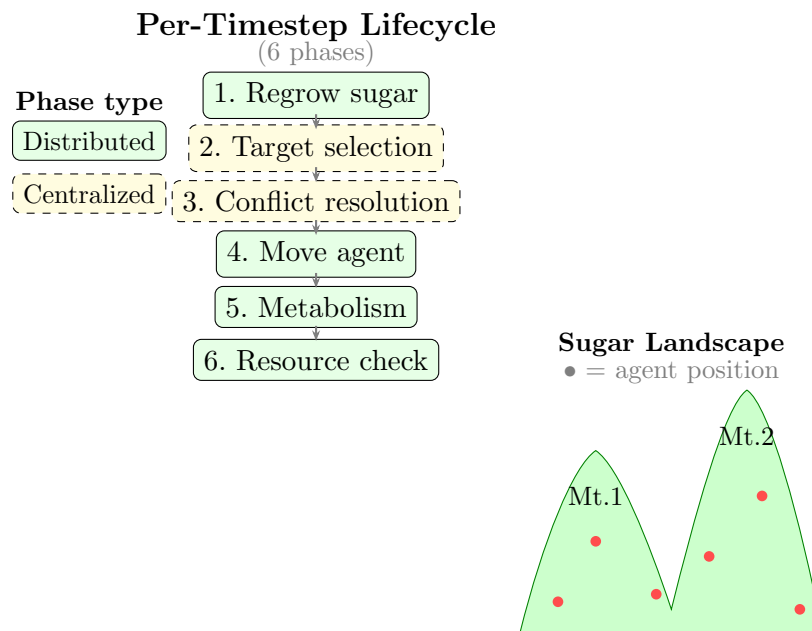 Per-Timestep Lifecycle
(6 phases)
Phase type
Distributed
Centralized
1. Regrow sugar
2. Target selection
3. Conflict resolution
4. Move agent
5. Metabolism
6. Resource check
Sugar Landscape
• = agent position
Mt.1
Mt.2